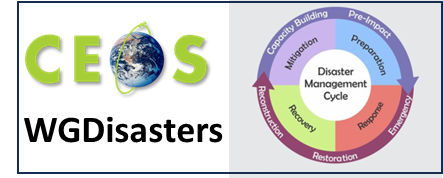 CEOS
WGDisasters
Capacity Building
Pre-Impact
Mitigation
Preparation
Disaster
Management
Cycle
Recovery
Response
Reconstruction
Restoration
Emergency